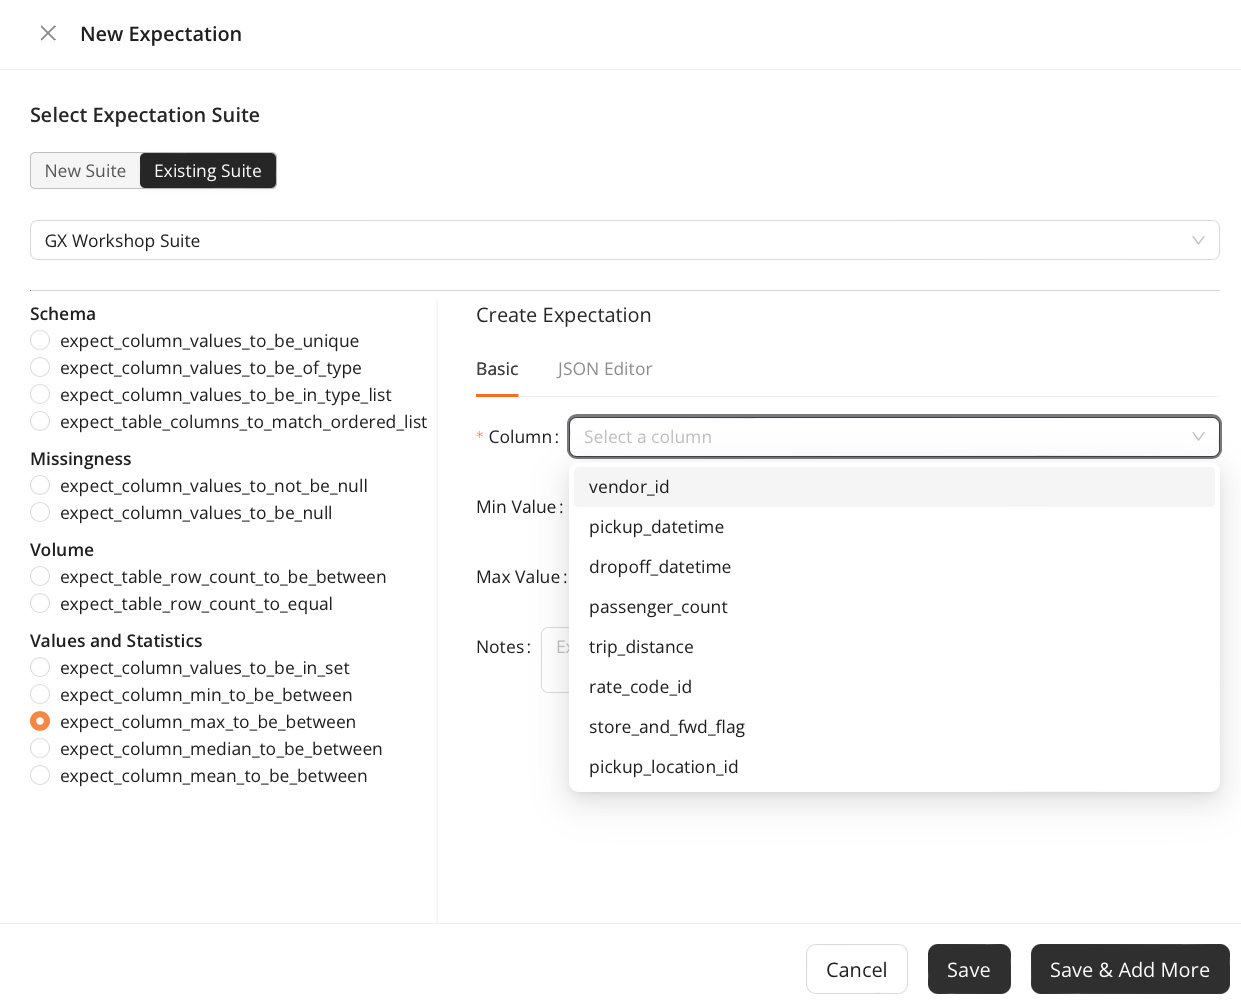 New Expectation
Select Expectation Suite
New Suite
Existing Suite
GX Workshop Suite
Schema
expect_column_values_to_be_unique
expect_column_values_to_be_of_type
expect_column_values_to_be_in_type_list
expect_table_columns_to_match_ordered_list
Missingness
expect_column_values_to_not_be_null
expect_column_values_to_be_null
Volume
expect_table_row_count_to_be_between
expect_table_row_count_to_equal
Values and Statistics
expect_column_values_to_be_in_set
expect_column_min_to_be_between
expect_column_max_to_be_between
expect_column_median_to_be_between
expect_column_mean_to_be_between
Create Expectation
Basic
JSON Editor
* Column:
Select a column
vendor_id
pickup_datetime
dropoff_datetime
passenger_count
trip_distance
rate_code_id
store_and_fwd_flag
pickup_location_id
Min Value:
Max Value:
Notes:
Cancel
Save
Save & Add More